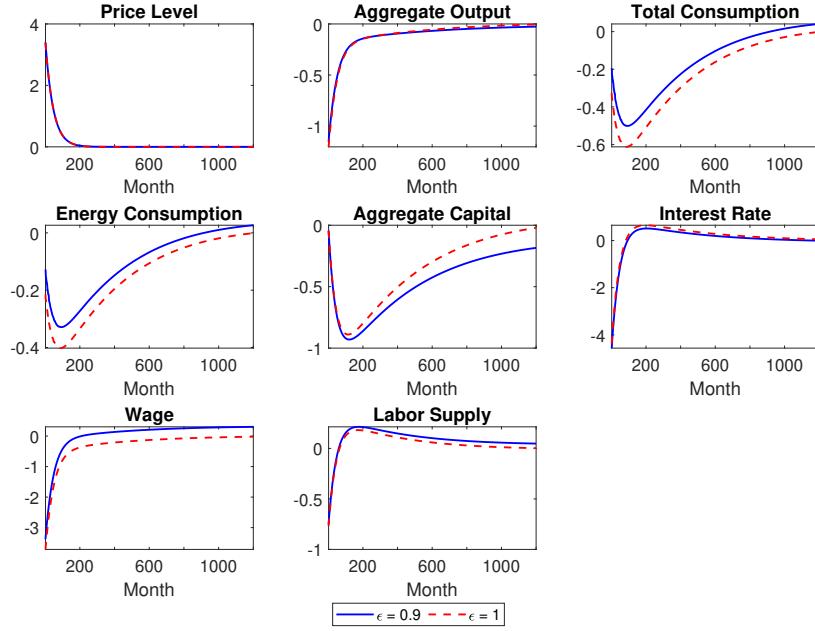 Price Level
Aggregate Output
Total Consumption
4
2
0
0
-0.5
-1
0
-0.2
-0.4
-0.6
200 600 1000
200 600 1000
200 600 1000
Month
Month
Month
Energy Consumption
Aggregate Capital
Interest Rate
0
-0.2
-0.4
0
-0.5
-1
0
-2
-4
200 600 1000
200 600 1000
200 600 1000
Month
Month
Month
Wage
Labor Supply
0
-1
-2
-3
0
-0.5
-1
200 600 1000
200 600 1000
Month
Month
ϵ = 0.9 ϵ = 1